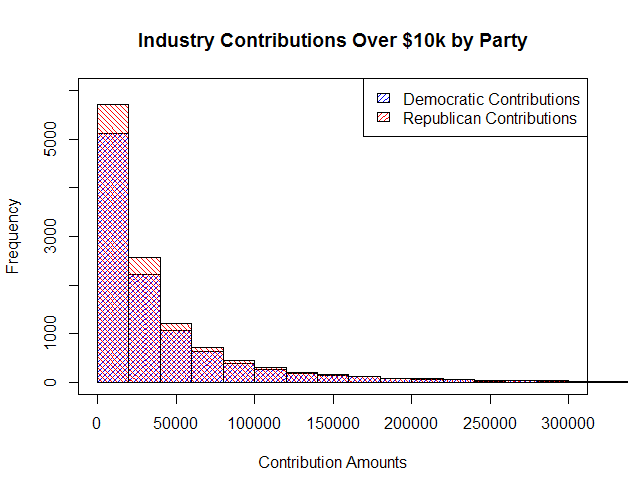 Industry Contributions Over $10k by Party
Democratic Contributions
Republican Contributions
Frequency
5000
3000
1000
0
0 50000 100000 150000 200000 250000 300000
Contribution Amounts